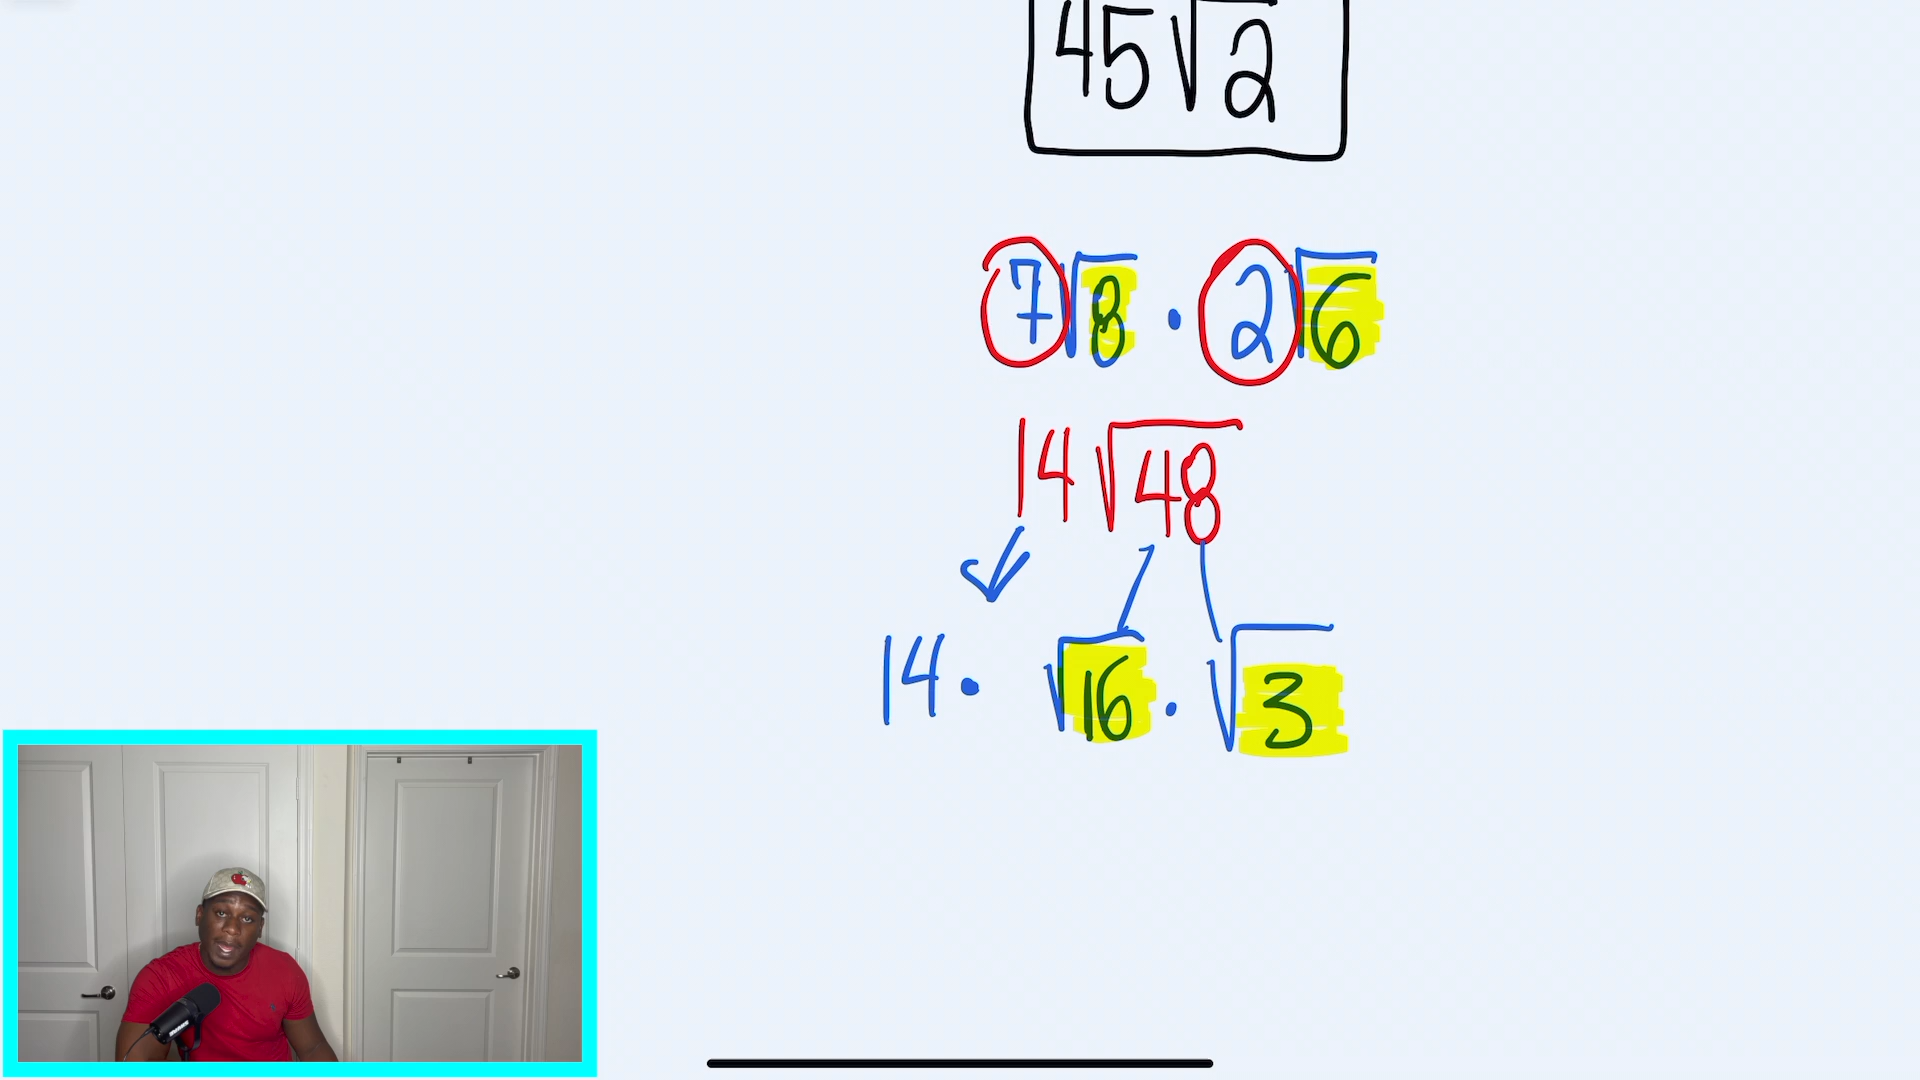 45√2
7√8 · 2√6
14√48
14 · √16 · √3